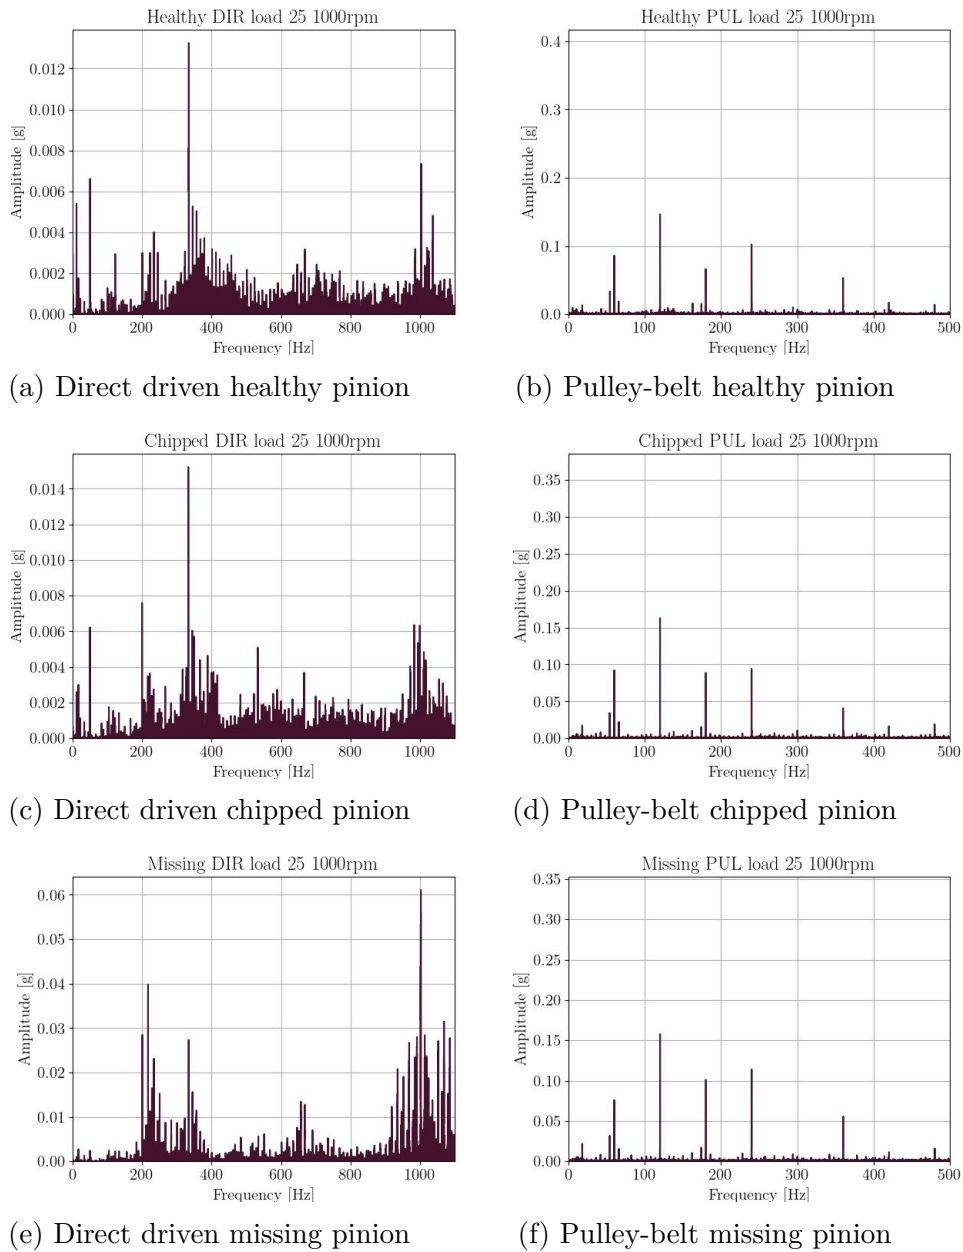 Healthy DIR load 25 1000rpm
Amplitude [g]
0.012
0.010
0.008
0.006
0.004
0.002
0.000
0 200 400 600 800 1000
Frequency [Hz]
(a) Direct driven healthy pinion
Healthy PUL load 25 1000rpm
Amplitude [g]
0.4
0.3
0.2
0.1
0.0
0 100 200 300 400 500
Frequency [Hz]
(b) Pulley-belt healthy pinion
Chipped DIR load 25 1000rpm
Amplitude [g]
0.014
0.012
0.010
0.008
0.006
0.004
0.002
0.000
0 200 400 600 800 1000
Frequency [Hz]
(c) Direct driven chipped pinion
Chipped PUL load 25 1000rpm
Amplitude [g]
0.35
0.30
0.25
0.20
0.15
0.10
0.05
0.00
0 100 200 300 400 500
Frequency [Hz]
(d) Pulley-belt chipped pinion
Missing DIR load 25 1000rpm
Amplitude [g]
0.06
0.05
0.04
0.03
0.02
0.01
0.00
0 200 400 600 800 1000
Frequency [Hz]
(e) Direct driven missing pinion
Missing PUL load 25 1000rpm
Amplitude [g]
0.35
0.30
0.25
0.20
0.15
0.10
0.05
0.00
0 100 200 300 400 500
Frequency [Hz]
(f) Pulley-belt missing pinion